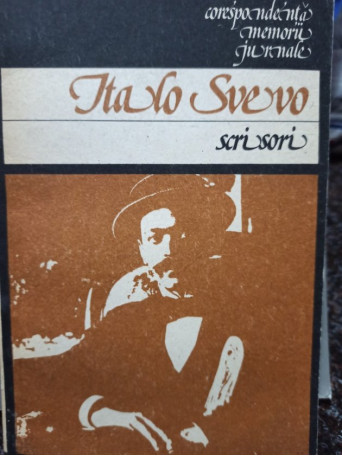 corespondență
memorii
jurnale
Italo Svevo
scrisori